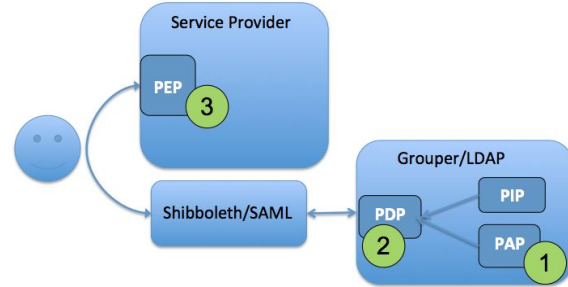 Service Provider
PEP
3
Grouper/LDAP
Shibboleth/SAML
PDP
PIP
2
PAP
1